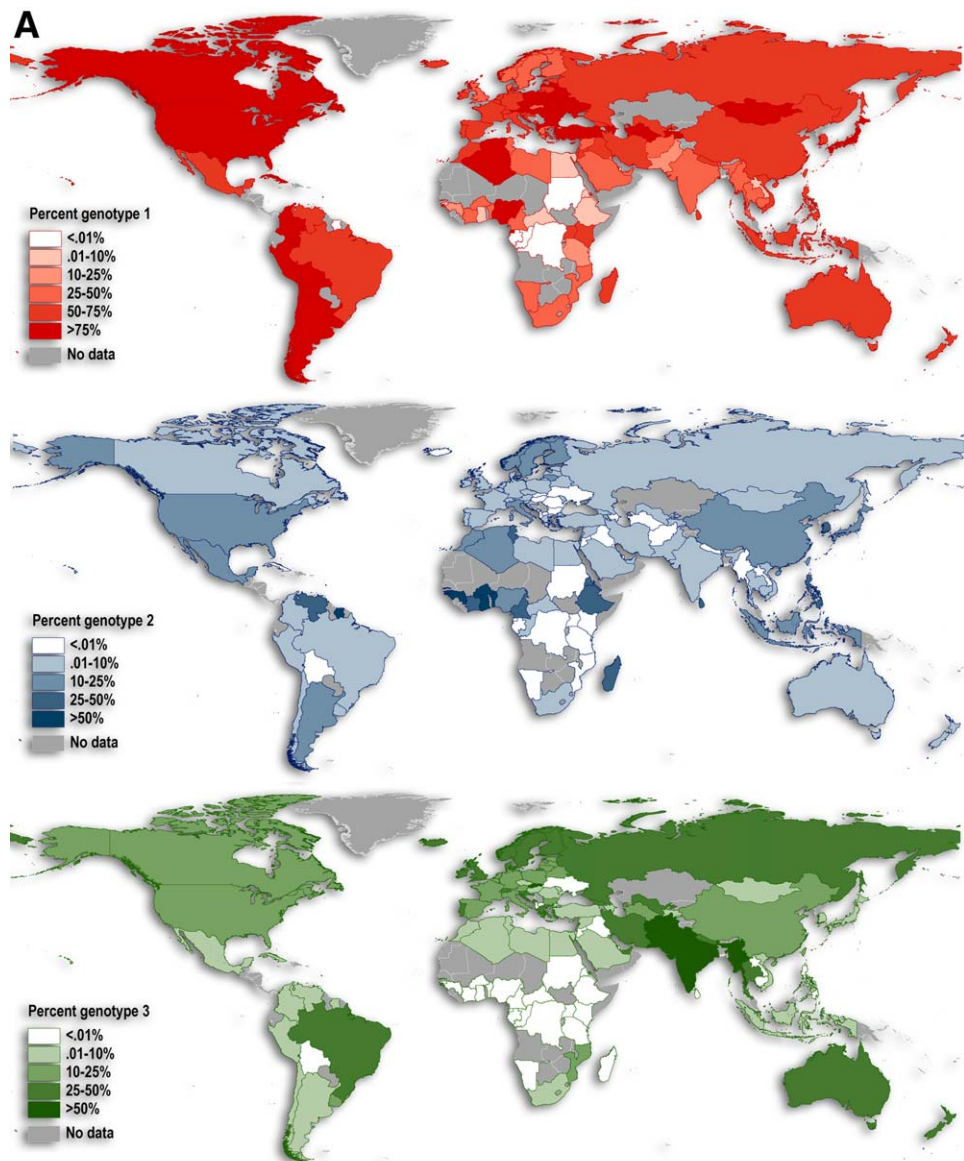 A
Percent genotype 1
<.01%
.01-10%
10-25%
25-50%
50-75%
>75%
No data
Percent genotype 2
<.01%
.01-10%
10-25%
25-50%
>50%
No data
Percent genotype 3
<.01%
.01-10%
10-25%
25-50%
>50%
No data